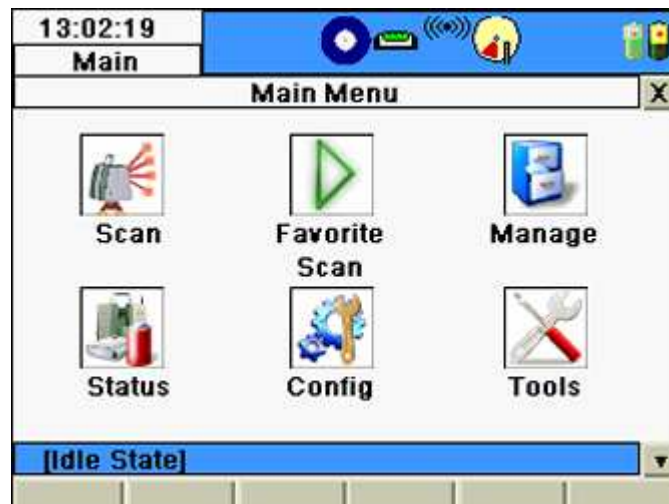 13:02:19
Main
Main Menu
X
Scan
Favorite
Scan
Manage
Status
Config
Tools
[Idle State]